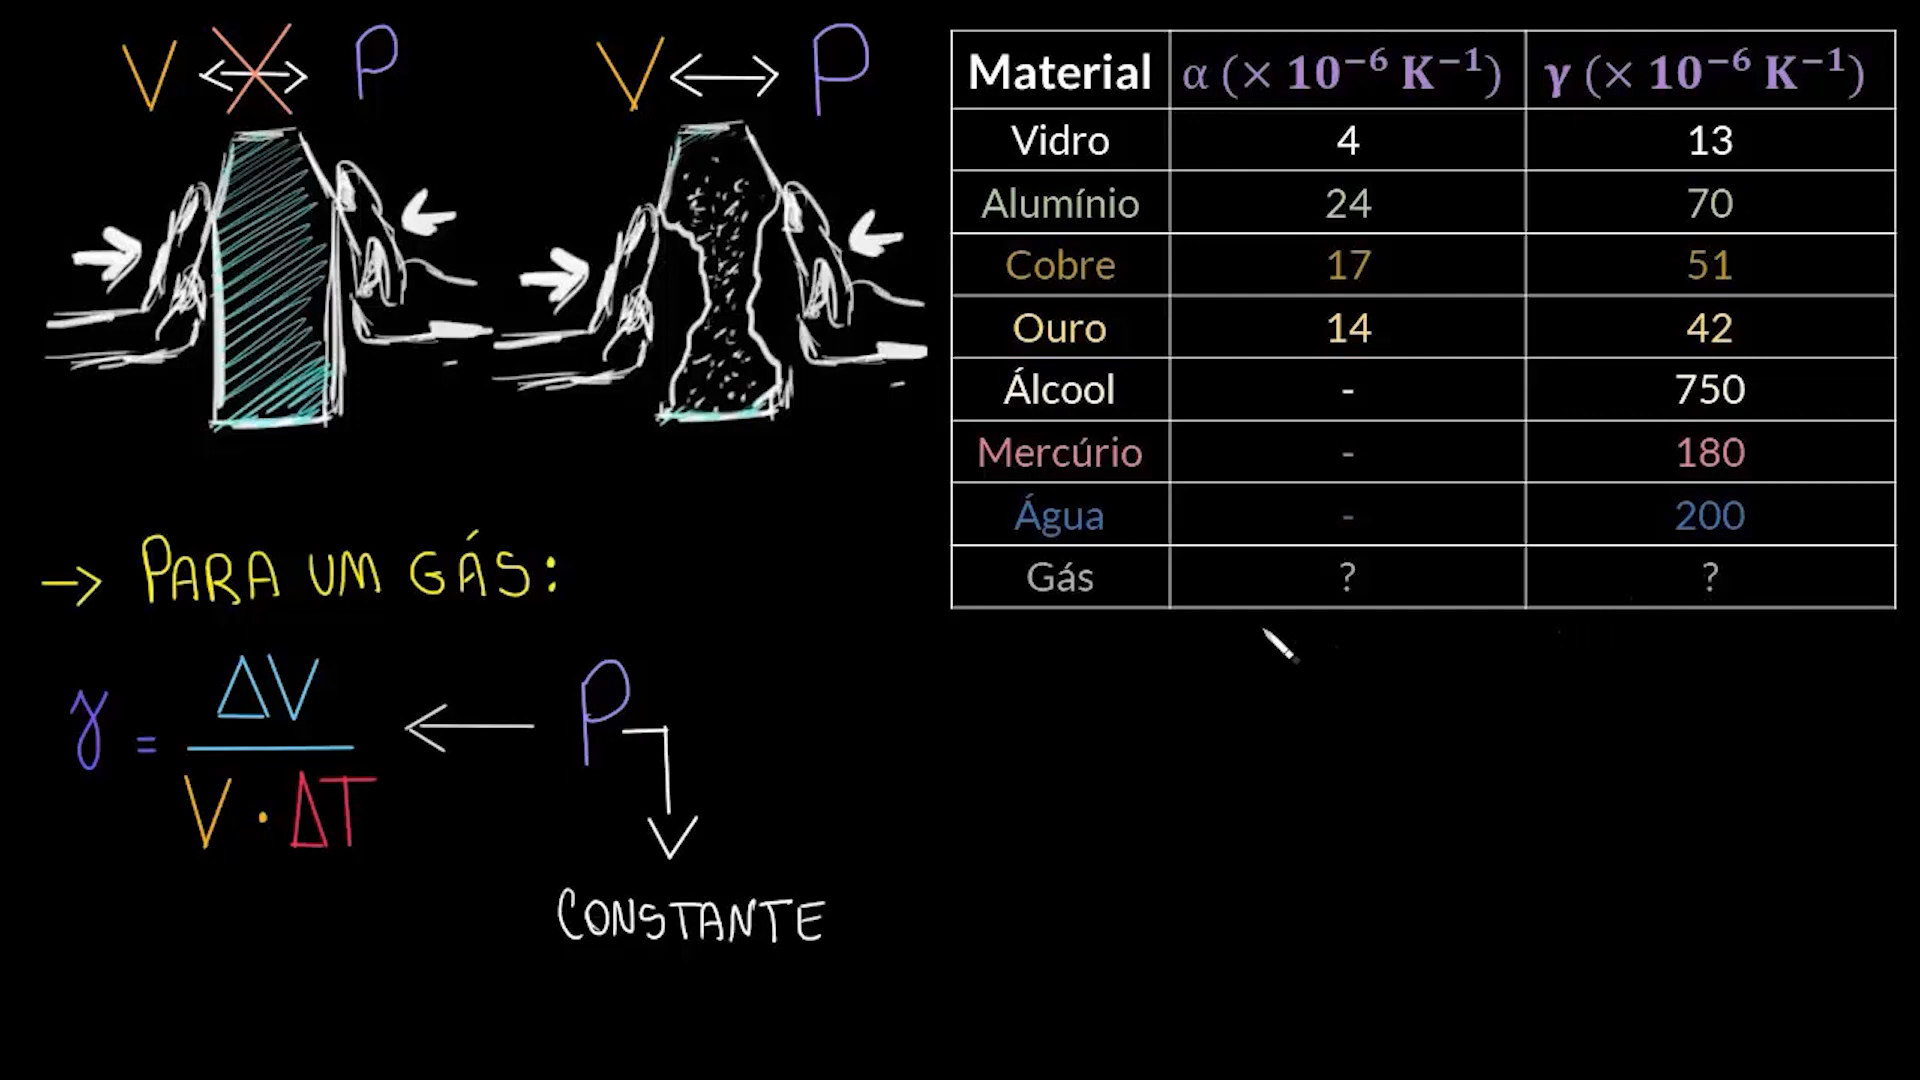 V ↔ P
V ↔ P
Material α (× 10⁻⁶ K⁻¹) γ (× 10⁻⁶ K⁻¹)
Vidro 4 13
Alumínio 24 70
Cobre 17 51
Ouro 14 42
Álcool - 750
Mercúrio - 180
Água - 200
Gás ? ?
→ PARA UM GÁS:
γ = ΔV / V · ΔT ← P
CONSTANTE